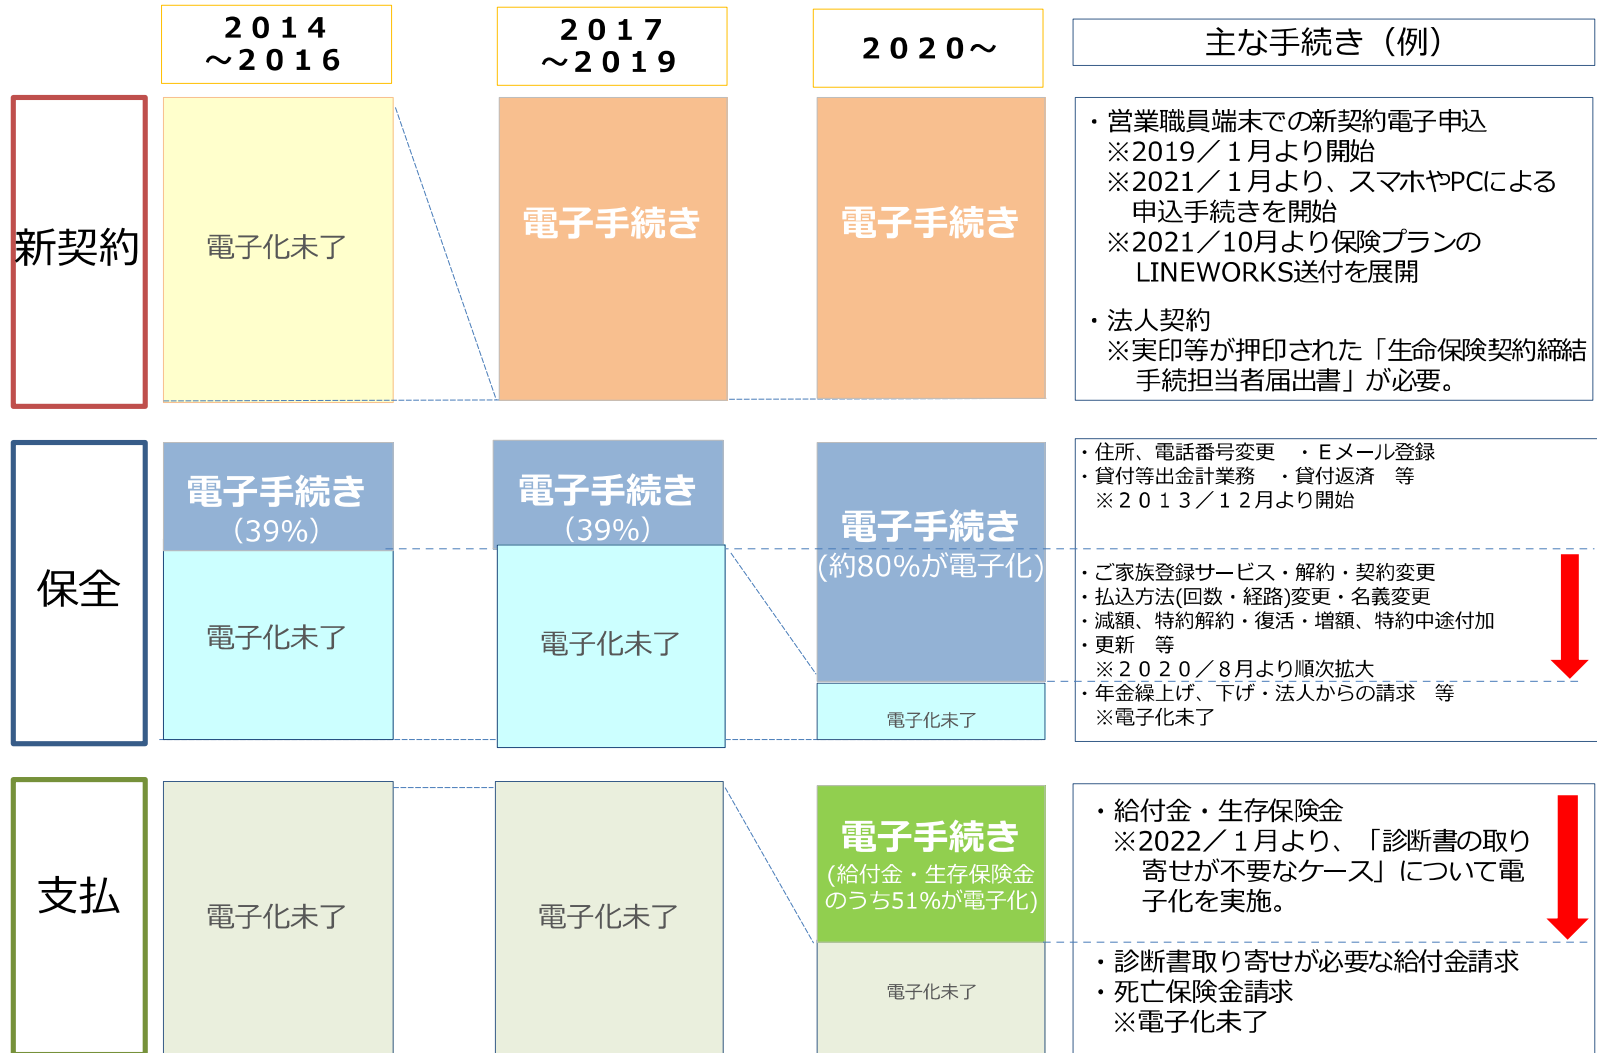 ２０１４
～２０１６
２０１７
～２０１９
２０２０～
主な手続き（例）
新契約
電子化未了
電子手続き
電子手続き
・営業職員端末での新契約電子申込
※2019／１月より開始
※2021／１月より、スマホやPCによる
申込手続きを開始
※2021／10月より保険プランの
LINEWORKS送付を展開
・法人契約
※実印等が押印された「生命保険契約締結
手続担当者届出書」が必要。
保全
電子手続き
（39%）
電子化未了
電子手続き
（39%）
電子化未了
電子手続き
(約80%が電子化)
電子化未了
・住所、電話番号変更　・Ｅメール登録
・貸付等出金計業務　・貸付返済　等
※２０１３／１２月より開始
・ご家族登録サービス・解約・契約変更
・払込方法(回数・経路)変更・名義変更
・減額、特約解約・復活・増額、特約中途付加
・更新　等
※２０２０／８月より順次拡大
・年金繰上げ、下げ・法人からの請求　等
※電子化未了
支払
電子化未了
電子化未了
電子手続き
(給付金・生存保険金
のうち51%が電子化)
電子化未了
・給付金・生存保険金
※2022／１月より、「診断書の取り
寄せが不要なケース」について電
子化を実施。
・診断書取り寄せが必要な給付金請求
・死亡保険金請求
※電子化未了